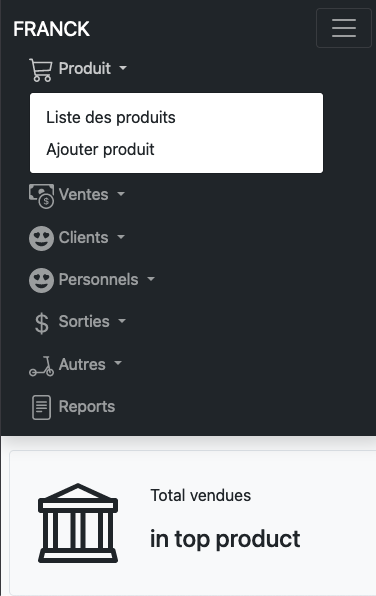 FRANCK
Produit
Liste des produits
Ajouter produit
Ventes
Clients
Personnels
Sorties
Autres
Reports
Total vendues
in top product